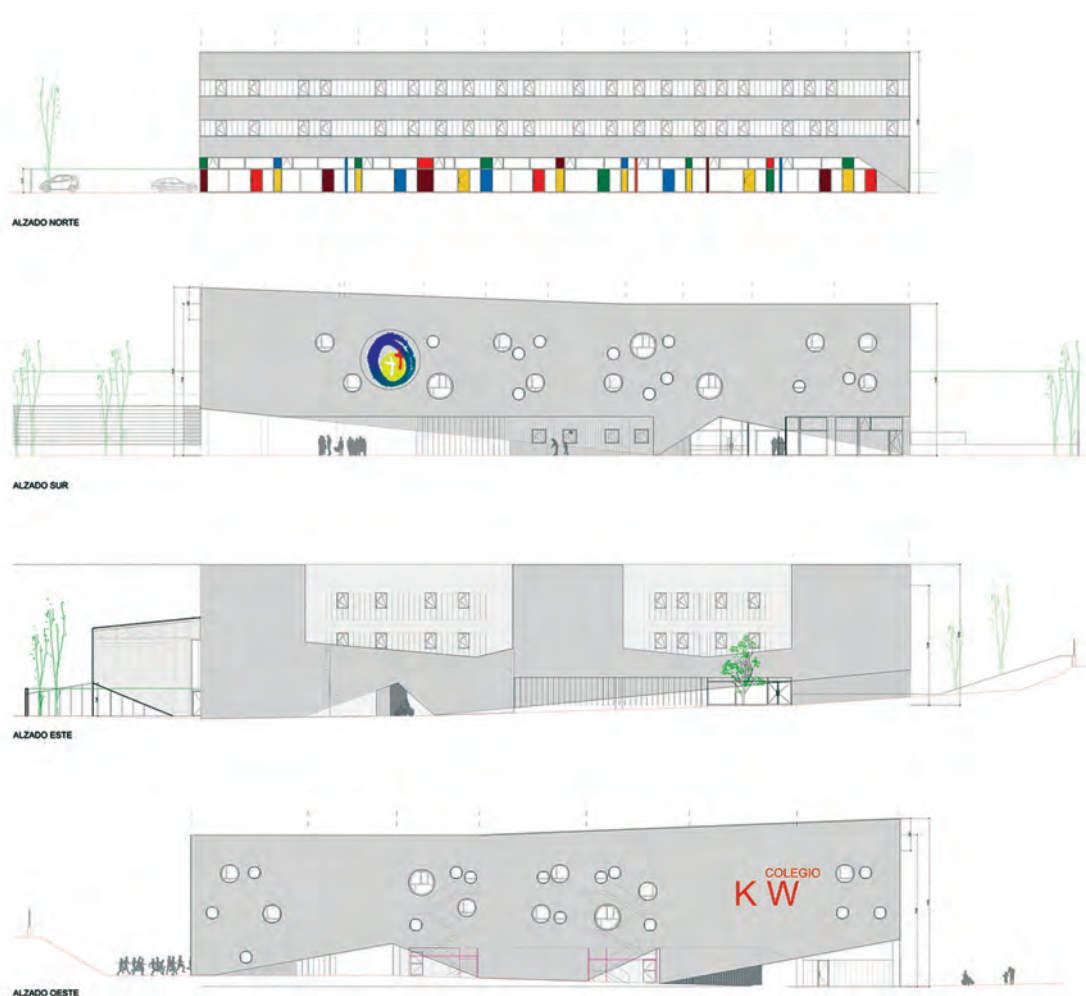 ALZADO NORTE
ALZADO SUR
ALZADO ESTE
COLEGIO
K W
ALZADO OESTE